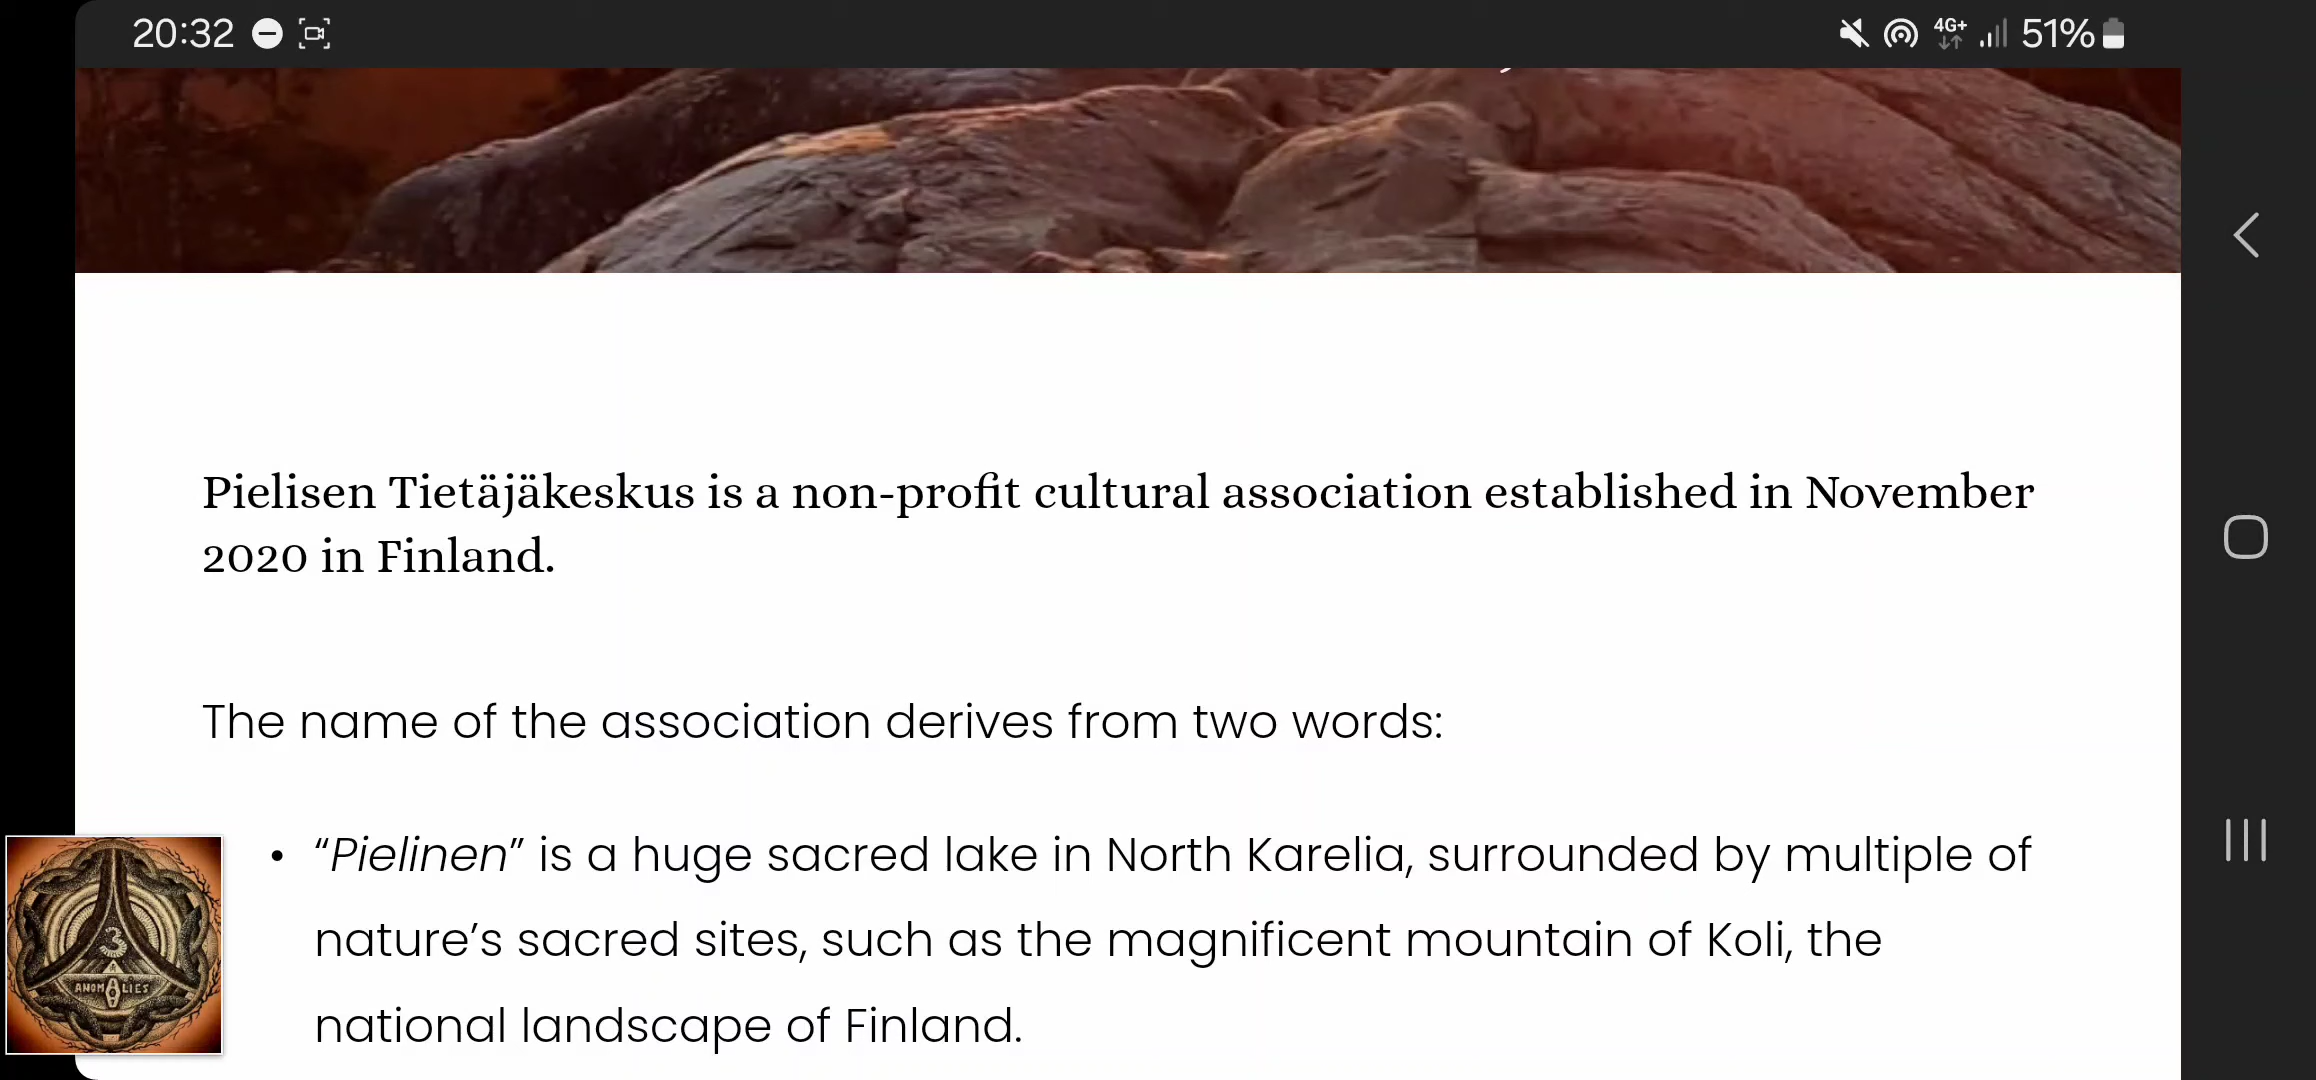 20:32 4G+ 51%
Pielisen Tietäjäkeskus is a non-profit cultural association established in November
2020 in Finland.
The name of the association derives from two words:
• “Pielinen” is a huge sacred lake in North Karelia, surrounded by multiple of
nature’s sacred sites, such as the magnificent mountain of Koli, the
national landscape of Finland.
3
ANOMALIES